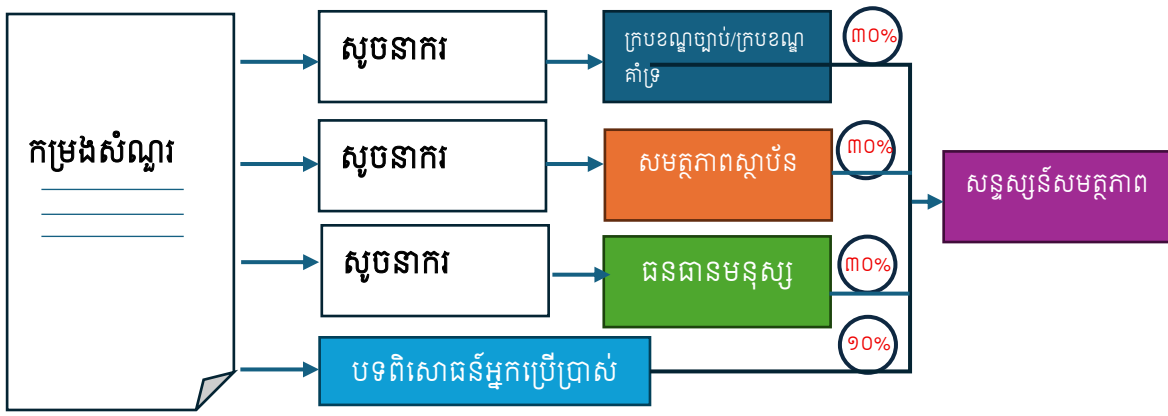 កម្រងសំណួរ
សូចនាករ
ក្របខណ្ឌច្បាប់/ក្របខណ្ឌ
គាំទ្រ
៣០%
សូចនាករ
សមត្ថភាពស្ថាប័ន
៣០%
សូចនាករ
ធនធានមនុស្ស
៣០%
បទពិសោធន៍អ្នកប្រើប្រាស់
១០%
សន្ទស្សន៍សមត្ថភាព